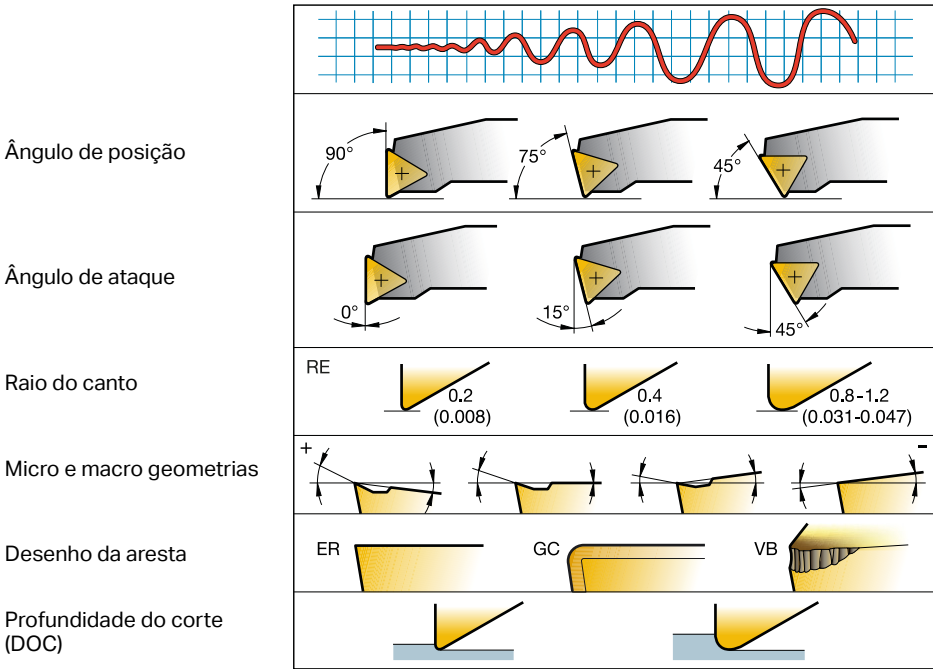 Ângulo de posição
90°
75°
45°
Ângulo de ataque
0°
15°
45°
Raio do canto
RE
0.2
(0.008)
0.4
(0.016)
0.8-1.2
(0.031-0.047)
Micro e macro geometrias
+
-
Desenho da aresta
ER
GC
VB
Profundidade do corte
(DOC)